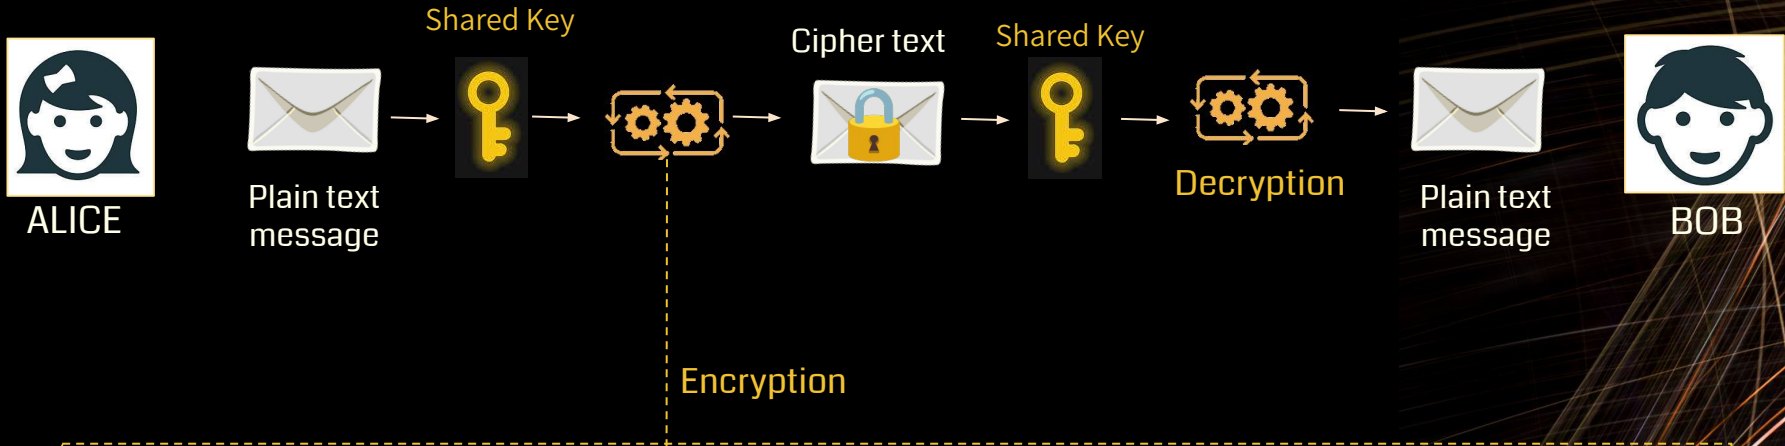 Shared Key
Cipher text
Shared Key
Decryption
Plain text
message
Plain text
message
ALICE
BOB
Encryption